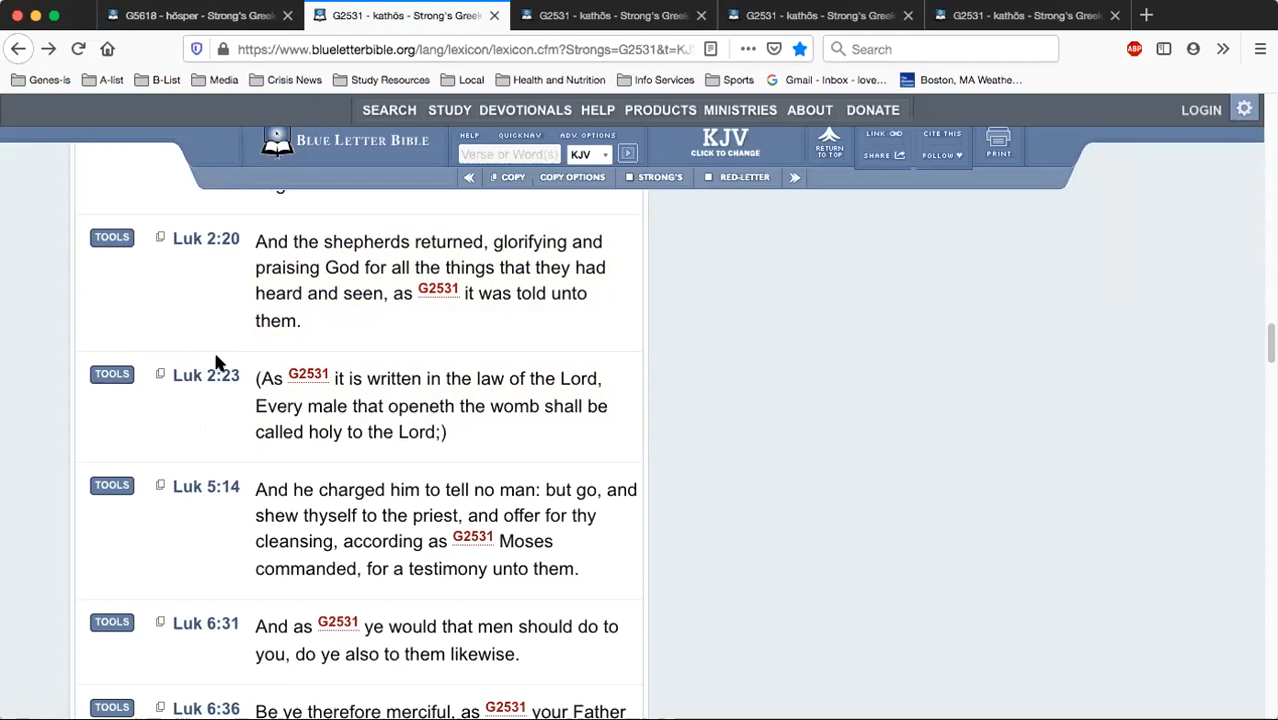 G5618 - hōsper - Strong's Greek
G2531 - kathōs - Strong's Greek
G2531 - kathōs - Strong's Greek
G2531 - kathōs - Strong's Greek
G2531 - kathōs - Strong's Greek
https://www.blueletterbible.org/lang/lexicon/lexicon.cfm?Strongs=G2531&t=KJ
Search
ABP
Genes-is A-list B-List Media Crisis News Study Resources Local Health and Nutrition Info Services Sports Gmail - Inbox - love... Boston, MA Weathe...
SEARCH STUDY DEVOTIONALS HELP PRODUCTS MINISTRIES ABOUT DONATE LOGIN
BLUE LETTER BIBLE
HELP QUICKNAV ADV. OPTIONS
Verse or Word(s) KJV
KJV
CLICK TO CHANGE
RETURN
TO TOP
LINK CITE THIS
SHARE FOLLOW
PRINT
COPY COPY OPTIONS STRONG'S RED-LETTER
TOOLS Luk 2:20 And the shepherds returned, glorifying and
praising God for all the things that they had
heard and seen, as G2531 it was told unto
them.
TOOLS Luk 2:23 (As G2531 it is written in the law of the Lord,
Every male that openeth the womb shall be
called holy to the Lord;)
TOOLS Luk 5:14 And he charged him to tell no man: but go, and
shew thyself to the priest, and offer for thy
cleansing, according as G2531 Moses
commanded, for a testimony unto them.
TOOLS Luk 6:31 And as G2531 ye would that men should do to
you, do ye also to them likewise.
TOOLS Luk 6:36 Be ye therefore merciful, as G2531 your Father